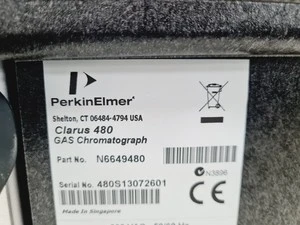 PerkinElmer®
Shelton, CT 06484-4794 USA
Clarus 480
GAS Chromatograph
Part No. N6649480
N3896
Serial No. 480S13072601
CE
Made In Singapore